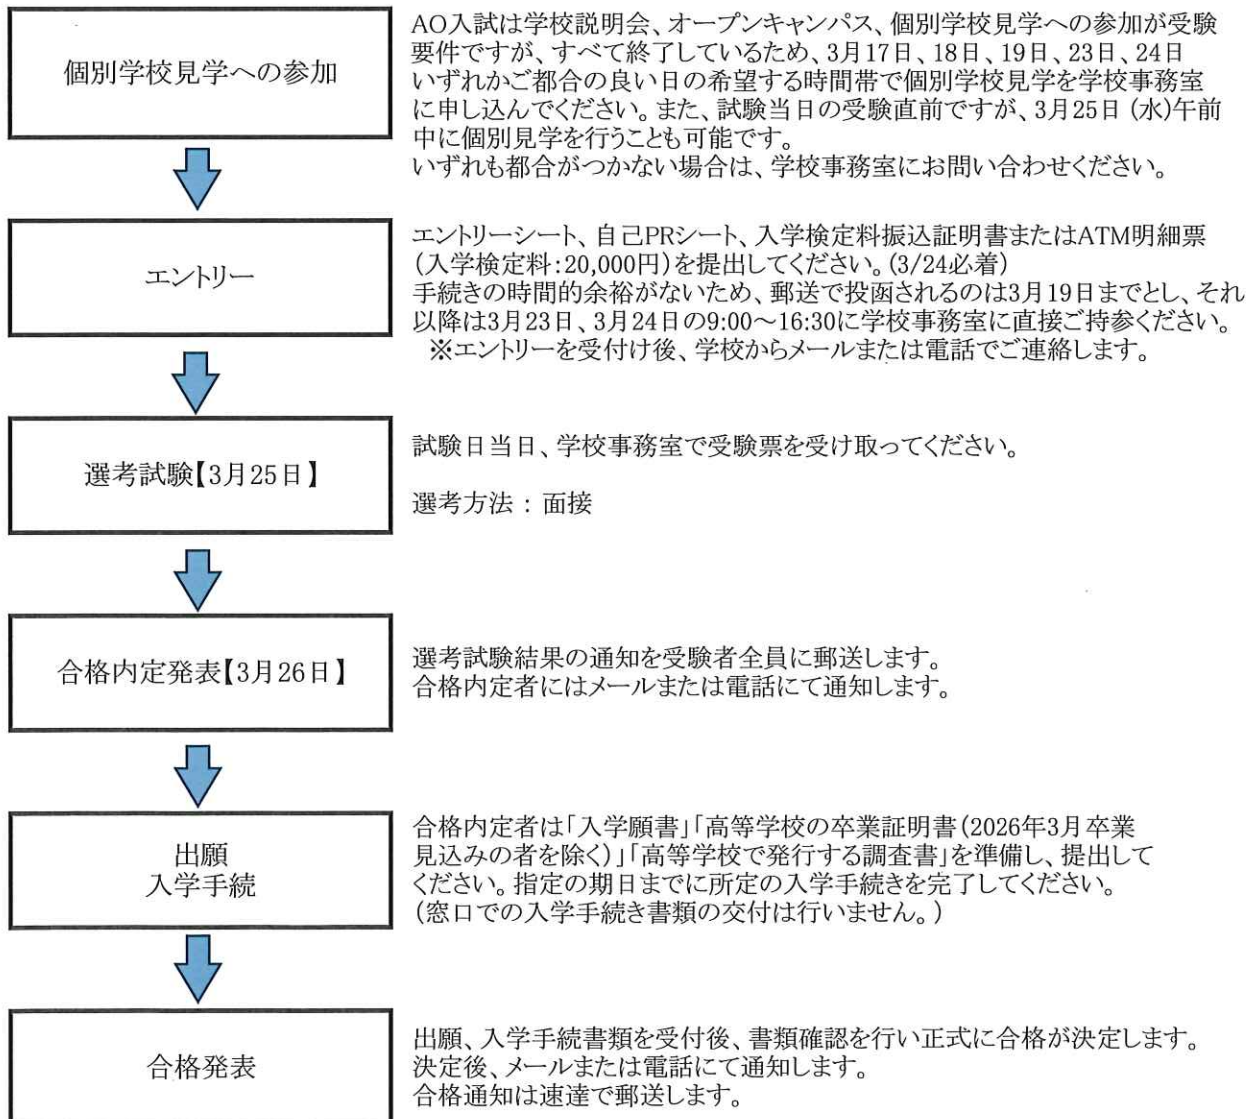 個別学校見学への参加
AO入試は学校説明会、オープンキャンパス、個別学校見学への参加が受験
要件ですが、すべて終了しているため、3月17日、18日、19日、23日、24日
いずれかご都合の良い日の希望する時間帯で個別学校見学を学校事務室
に申し込んでください。また、試験当日の受験直前ですが、3月25日 (水)午前
中に個別見学を行うことも可能です。
いずれも都合がつかない場合は、学校事務室にお問い合わせください。
エントリー
エントリーシート、自己PRシート、入学検定料振込証明書またはATM明細票
（入学検定料：20,000円）を提出してください。(3/24必着)
手続きの時間的余裕がないため、郵送で投函されるのは3月19日までとし、それ
以降は3月23日、3月24日の9:00～16:30に学校事務室に直接ご持参ください。
※エントリーを受付け後、学校からメールまたは電話でご連絡します。
選考試験【3月25日】
試験日当日、学校事務室で受験票を受け取ってください。
選考方法 : 面接
合格内定発表【3月26日】
選考試験結果の通知を受験者全員に郵送します。
合格内定者にはメールまたは電話にて通知します。
出願
入学手続
合格内定者は「入学願書」「高等学校の卒業証明書(2026年3月卒業
見込みの者を除く)」「高等学校で発行する調査書」を準備し、提出して
ください。指定の期日までに所定の入学手続きを完了してください。
(窓口での入学手続き書類の交付は行いません。)
合格発表
出願、入学手続書類を受付後、書類確認を行い正式に合格が決定します。
決定後、メールまたは電話にて通知します。
合格通知は速達で郵送します。